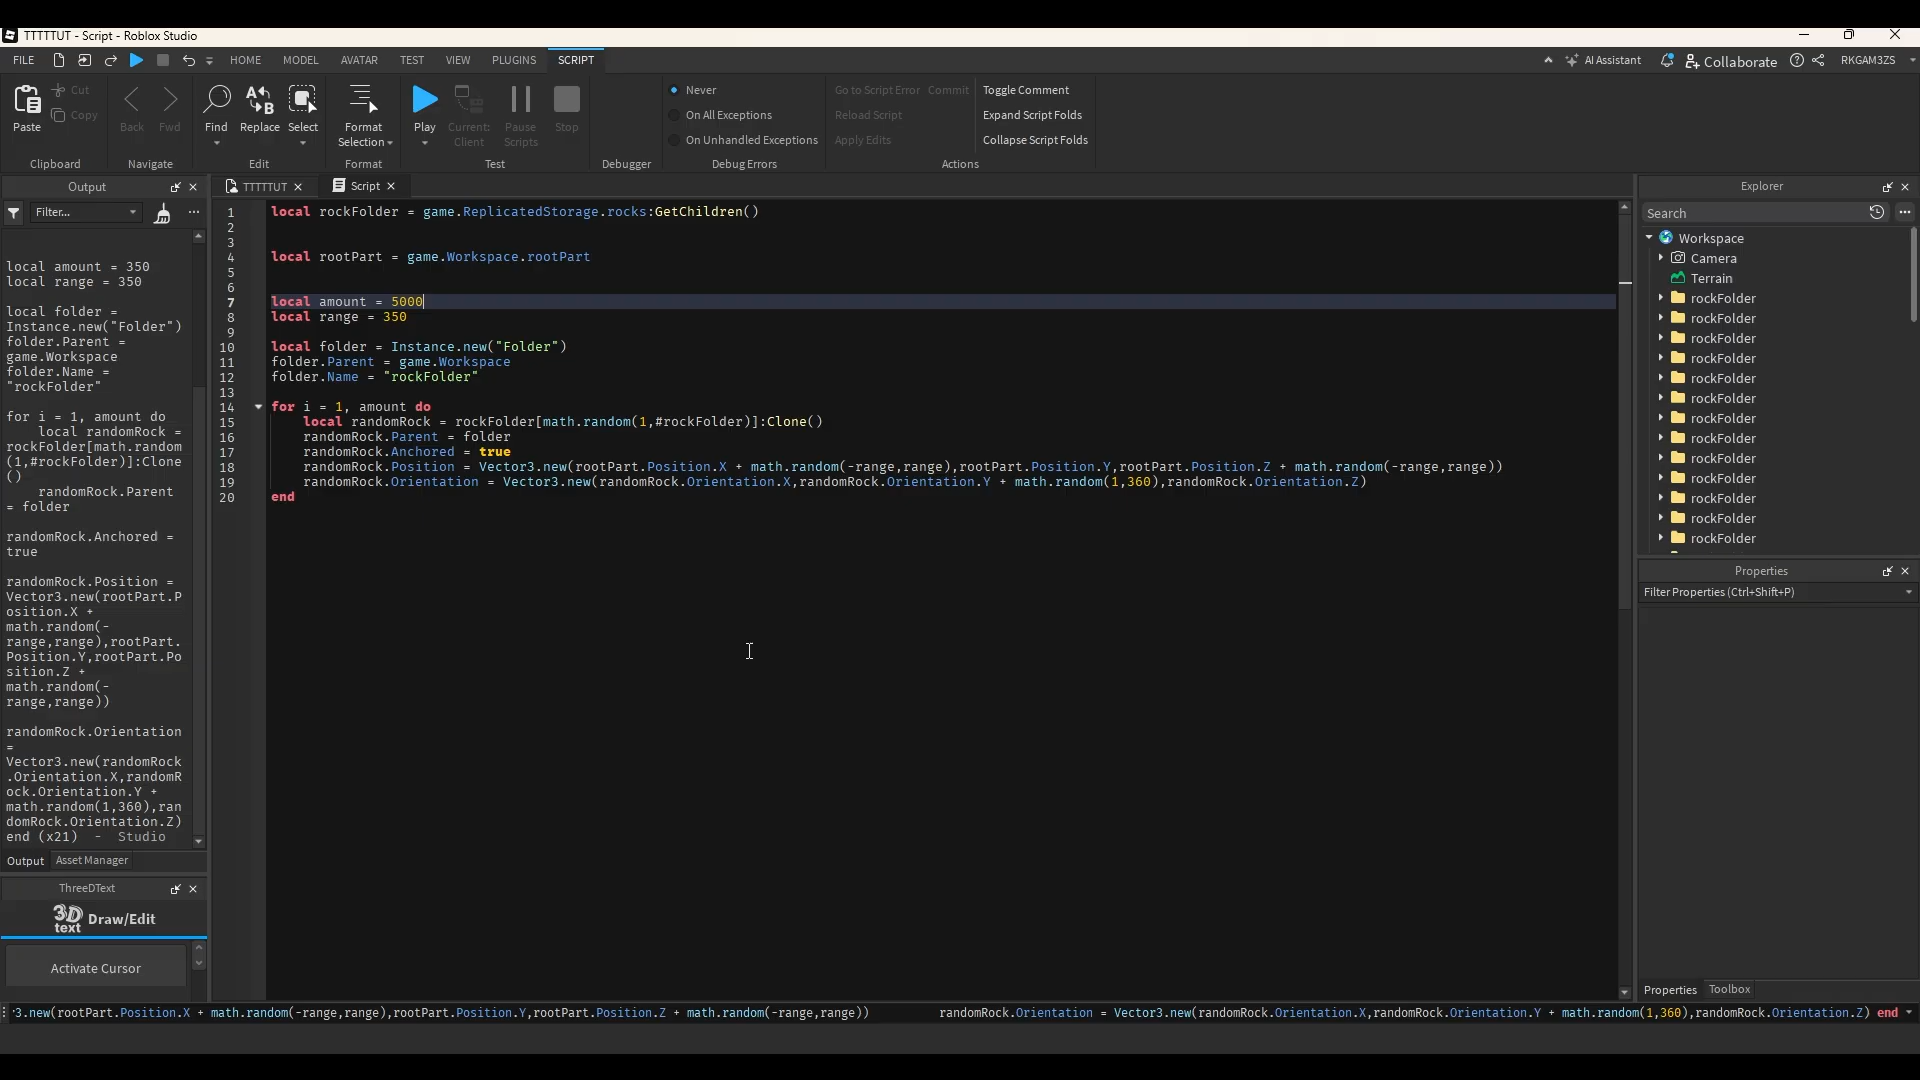 TTTTTUT - Script - Roblox Studio
FILE HOME MODEL AVATAR TEST VIEW PLUGINS SCRIPT AI Assistant Collaborate RKGAM3ZS
Paste Cut Copy
Clipboard
Back Fwd
Navigate
Find Replace Select
Edit
Format Selection
Format
Play Current: Client Pause Scripts Stop
Test
Debugger
Never
On All Exceptions
On Unhandled Exceptions
Debug Errors
Go to Script Error Commit
Reload Script
Apply Edits
Toggle Comment
Expand Script Folds
Collapse Script Folds
Actions
Output
Filter...
local amount = 350
local range = 350
local folder =
Instance.new("Folder")
folder.Parent =
game.Workspace
folder.Name =
"rockFolder"
for i = 1, amount do
local randomRock =
rockFolder[math.random
(1,#rockFolder)]:Clone
()
randomRock.Parent
= folder
randomRock.Anchored =
true
randomRock.Position =
Vector3.new(rootPart.P
osition.X +
math.random(-
range,range),rootPart.
Position.Y,rootPart.Po
sition.Z +
math.random(-
range,range))
randomRock.Orientation
=
Vector3.new(randomRock
.Orientation.X,randomR
ock.Orientation.Y +
math.random(1,360),ran
domRock.Orientation.Z)
end (x21) - Studio
Output Asset Manager
ThreeDText
3D text Draw/Edit
Activate Cursor
TTTTTUT Script
1 local rockFolder = game.ReplicatedStorage.rocks:GetChildren()
2
3
4 local rootPart = game.Workspace.rootPart
5
6
7 local amount = 5000
8 local range = 350
9
10 local folder = Instance.new("Folder")
11 folder.Parent = game.Workspace
12 folder.Name = "rockFolder"
13
14 for i = 1, amount do
15 local randomRock = rockFolder[math.random(1,#rockFolder)]:Clone()
16 randomRock.Parent = folder
17 randomRock.Anchored = true
18 randomRock.Position = Vector3.new(rootPart.Position.X + math.random(-range,range),rootPart.Position.Y,rootPart.Position.Z + math.random(-range,range))
19 randomRock.Orientation = Vector3.new(randomRock.Orientation.X,randomRock.Orientation.Y + math.random(1,360),randomRock.Orientation.Z)
20 end
Explorer
Search
Workspace
Camera
Terrain
rockFolder
rockFolder
rockFolder
rockFolder
rockFolder
rockFolder
rockFolder
rockFolder
rockFolder
rockFolder
rockFolder
rockFolder
rockFolder
Properties
Filter Properties (Ctrl+Shift+P)
Properties Toolbox
3.new(rootPart.Position.X + math.random(-range,range),rootPart.Position.Y,rootPart.Position.Z + math.random(-range,range)) randomRock.Orientation = Vector3.new(randomRock.Orientation.X,randomRock.Orientation.Y + math.random(1,360),randomRock.Orientation.Z) end